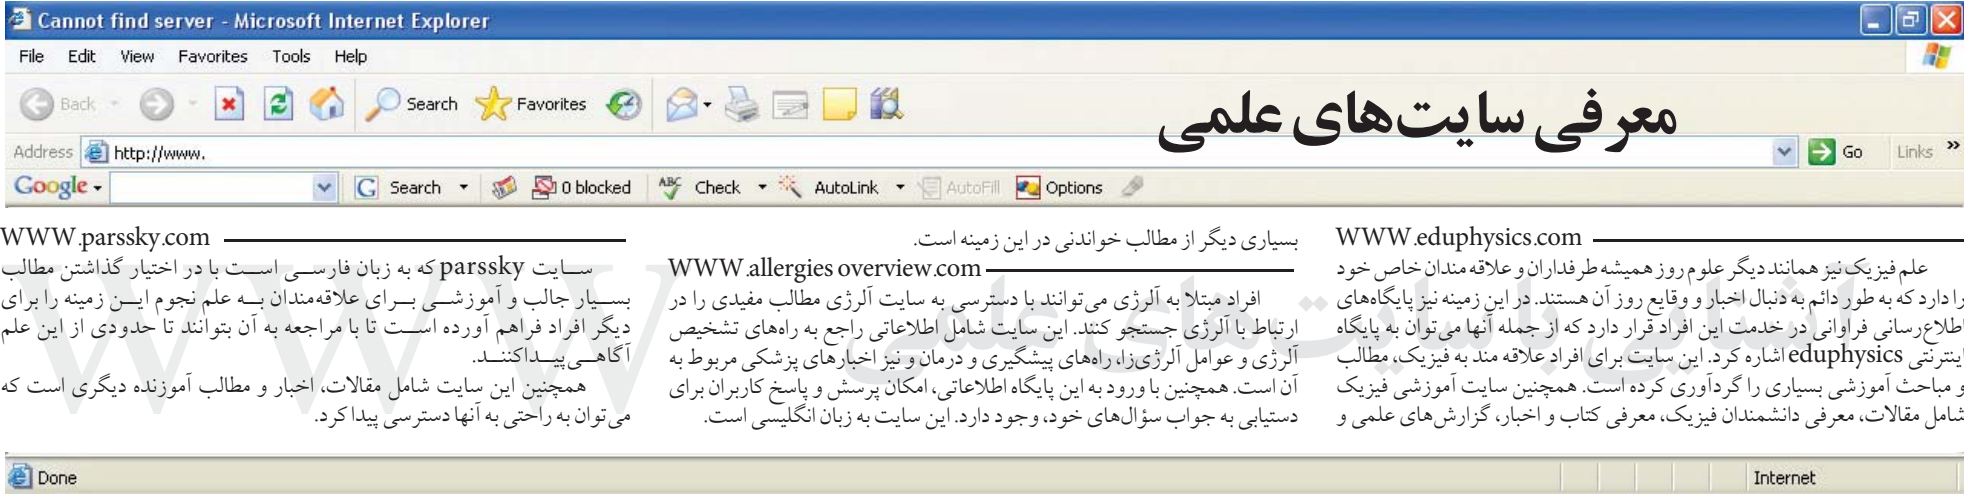 Cannot find server - Microsoft Internet Explorer
File Edit View Favorites Tools Help
Back Search Favorites
معرفی سایت‌های علمی
Address http://www. Go Links »
Google Search 0 blocked ABC Check AutoLink AutoFill Options
WWW.eduphysics.com
علم فیزیک نیز همانند دیگر علوم روز همیشه طرفداران و علاقه مندان خاص خود
را دارد که به طور دائم به دنبال اخبار و وقایع روز آن هستند. در این زمینه نیز پایگاه‌های
اطلاع‌رسانی فراوانی در خدمت این افراد قرار دارد که از جمله آنها می‌توان به پایگاه
اینترنتی eduphysics اشاره کرد. این سایت برای افراد علاقه مند به فیزیک، مطالب
و مباحث آموزشی بسیاری را گردآوری کرده است. همچنین سایت آموزشی فیزیک
شامل مقالات، معرفی دانشمندان فیزیک، معرفی کتاب و اخبار، گزارش‌های علمی و
بسیاری دیگر از مطالب خواندنی در این زمینه است.
WWW.allergies overview.com
افراد مبتلا به آلرژی می‌توانند با دسترسی به سایت آلرژی مطالب مفیدی را در
ارتباط با آلرژی جستجو کنند. این سایت شامل اطلاعاتی راجع به راه‌های تشخیص
آلرژی و عوامل آلرژی‌زا، راه‌های پیشگیری و درمان و نیز اخبارهای پزشکی مربوط به
آن است. همچنین با ورود به این پایگاه اطلاعاتی، امکان پرسش و پاسخ کاربران برای
دستیابی به جواب سؤال‌های خود، وجود دارد. این سایت به زبان انگلیسی است.
WWW.parssky.com
سایت parssky که به زبان فارسی است با در اختیار گذاشتن مطالب
بسیار جالب و آموزشی برای علاقه‌مندان به علم نجوم این زمینه را برای
دیگر افراد فراهم آورده است تا با مراجعه به آن بتوانند تا حدودی از این علم
آگاهی پیدا کنند.
همچنین این سایت شامل مقالات، اخبار و مطالب آموزنده دیگری است که
می‌توان به راحتی به آنها دسترسی پیدا کرد.
آشنایی با سایت‌های علمی
WWW
Done Internet